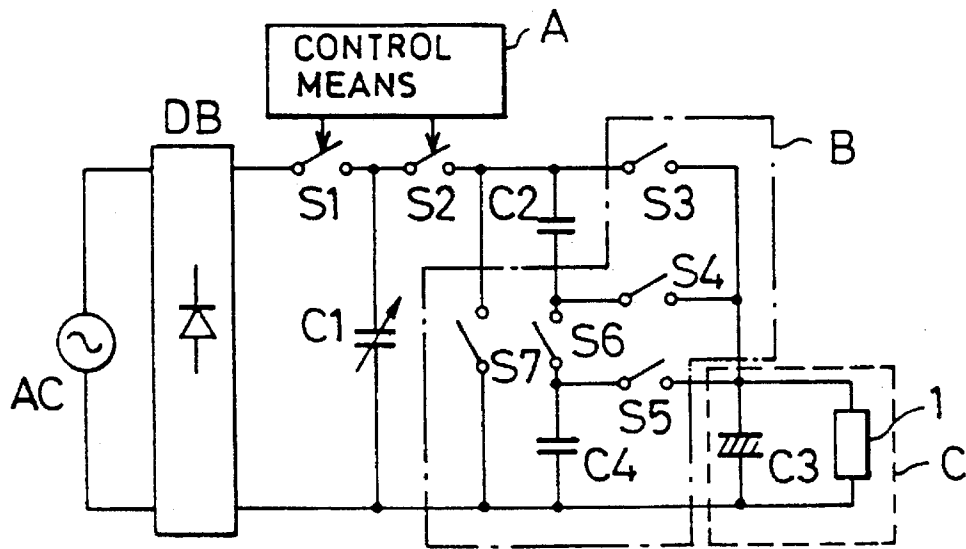 CONTROL
MEANS
A
DB
B
S1
S2
C2
S3
S4
C1
S6
S7
AC
S5
1
C4
C3
C